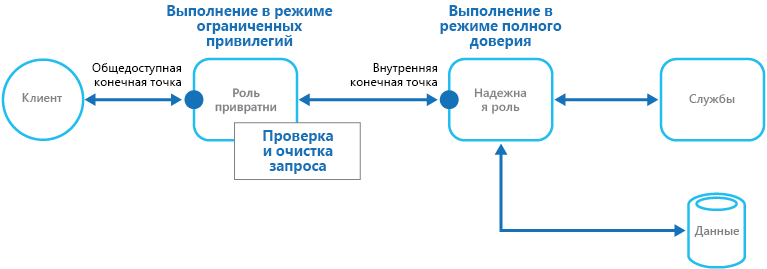 Выполнение в режиме
ограниченных
привилегий
Выполнение в
режиме полного
доверия
Клиент
Общедоступная
конечная точка
Роль
привратни
Проверка
и очистка
запроса
Внутренняя
конечная точка
Надежна
я роль
Службы
Данные